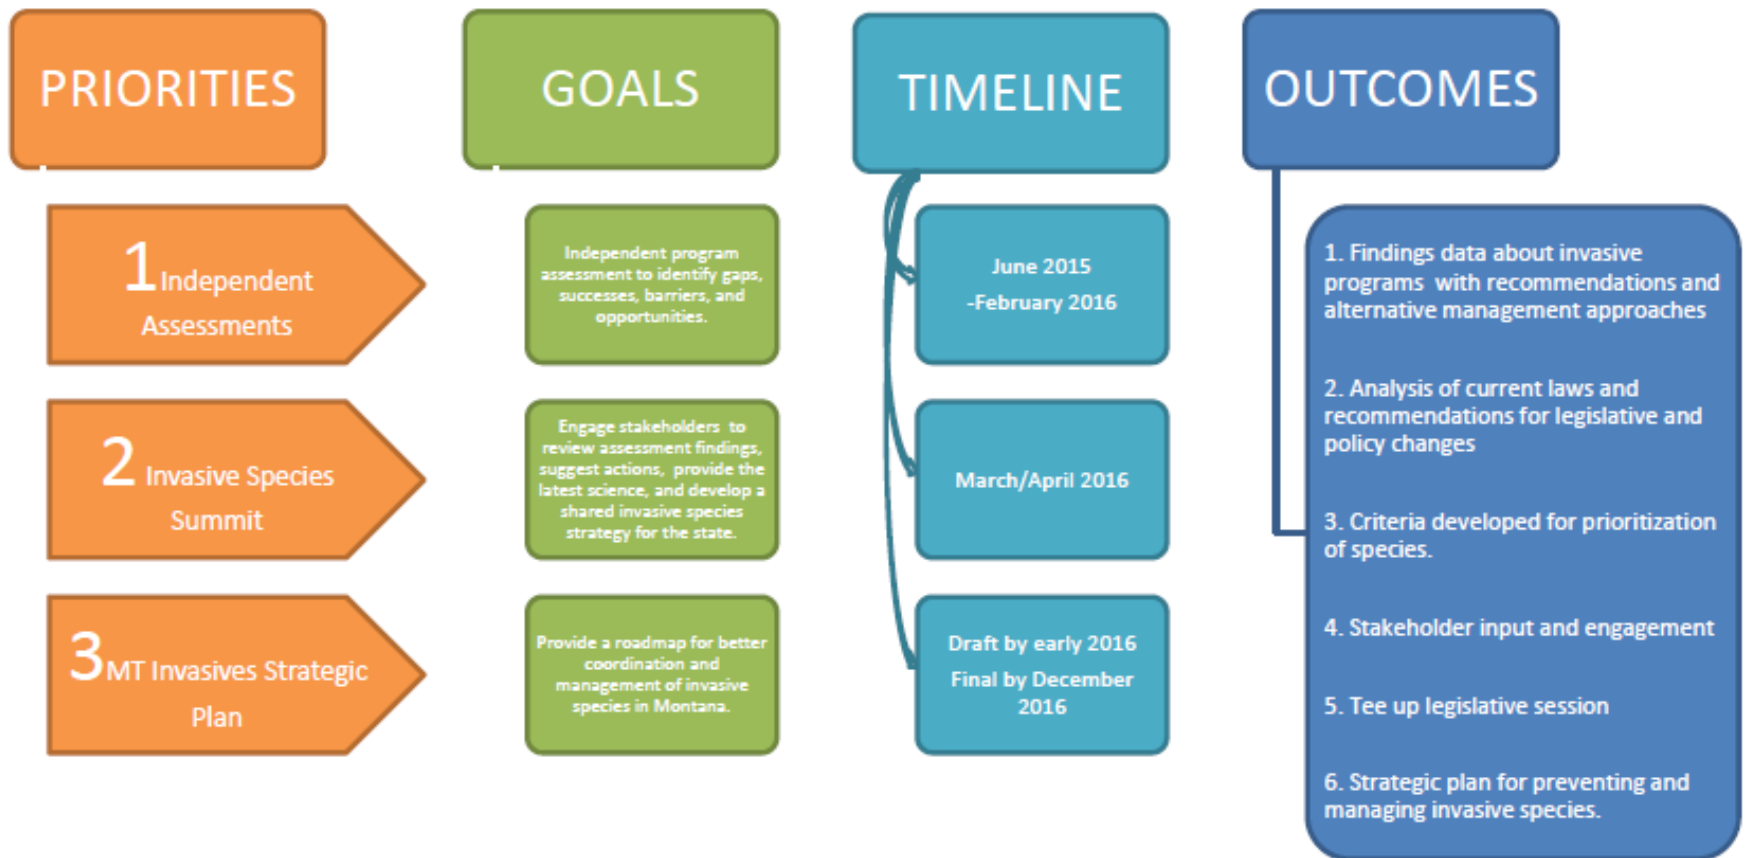 PRIORITIES
1 Independent
Assessments
2 Invasive Species
Summit
3 MT Invasives Strategic
Plan
GOALS
Independent program
assessment to identify gaps,
successes, barriers, and
opportunities.
Engage stakeholders to
review assessment findings,
suggest actions, provide the
latest science, and develop a
shared invasive species
strategy for the state.
Provide a roadmap for better
coordination and
management of invasive
species in Montana.
TIMELINE
June 2015
-February 2016
March/April 2016
Draft by early 2016
Final by December
2016
OUTCOMES
1. Findings data about invasive
programs with recommendations and
alternative management approaches
2. Analysis of current laws and
recommendations for legislative and
policy changes
3. Criteria developed for prioritization
of species.
4. Stakeholder input and engagement
5. Tee up legislative session
6. Strategic plan for preventing and
managing invasive species.